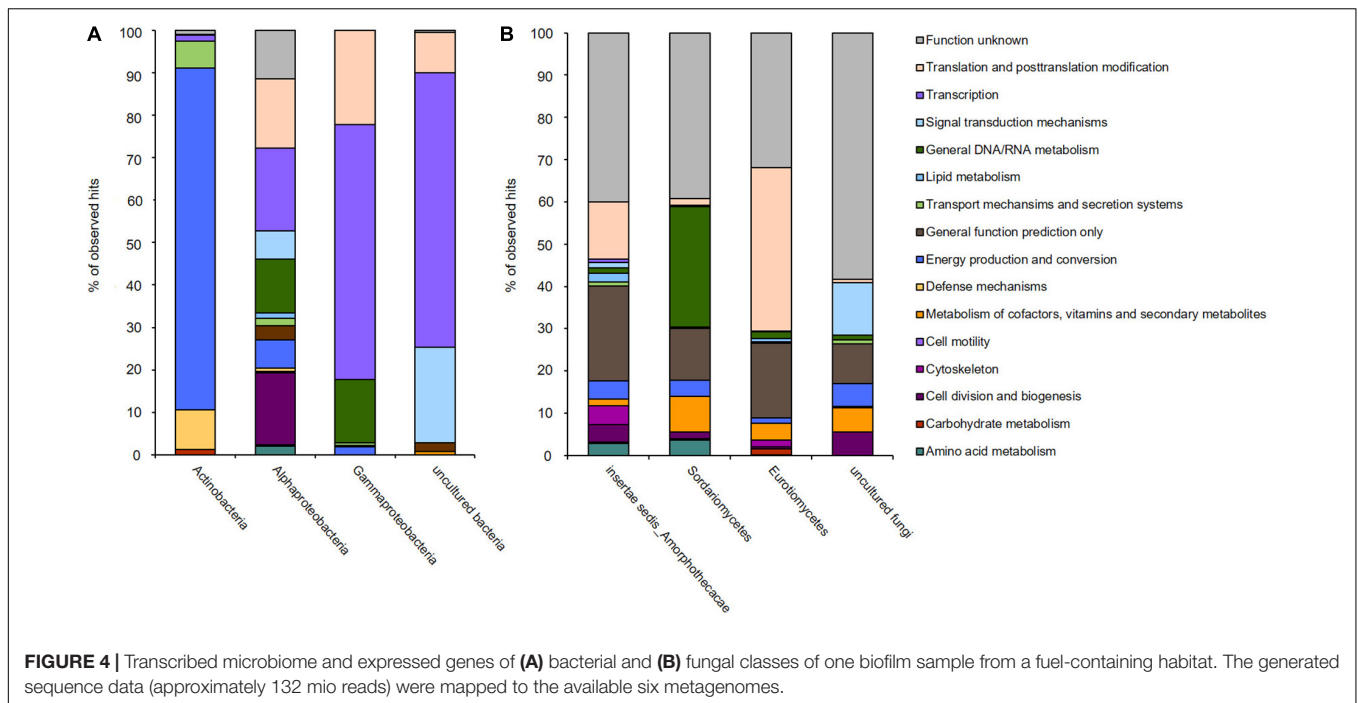 A
% of observed hits
100
90
80
70
60
50
40
30
20
10
0
Actinobacteria
Alphaproteobacteria
Gammaproteobacteria
uncultured bacteria
B
% of observed hits
100
90
80
70
60
50
40
30
20
10
0
insertae sedis_Amorphothecacae
Sordariomycetes
Eurotiomycetes
uncultured fungi
Function unknown
Translation and posttranslation modification
Transcription
Signal transduction mechanisms
General DNA/RNA metabolism
Lipid metabolism
Transport mechansims and secretion systems
General function prediction only
Energy production and conversion
Defense mechanisms
Metabolism of cofactors, vitamins and secondary metabolites
Cell motility
Cytoskeleton
Cell division and biogenesis
Carbohydrate metabolism
Amino acid metabolism
FIGURE 4 | Transcribed microbiome and expressed genes of (A) bacterial and (B) fungal classes of one biofilm sample from a fuel-containing habitat. The generated
sequence data (approximately 132 mio reads) were mapped to the available six metagenomes.